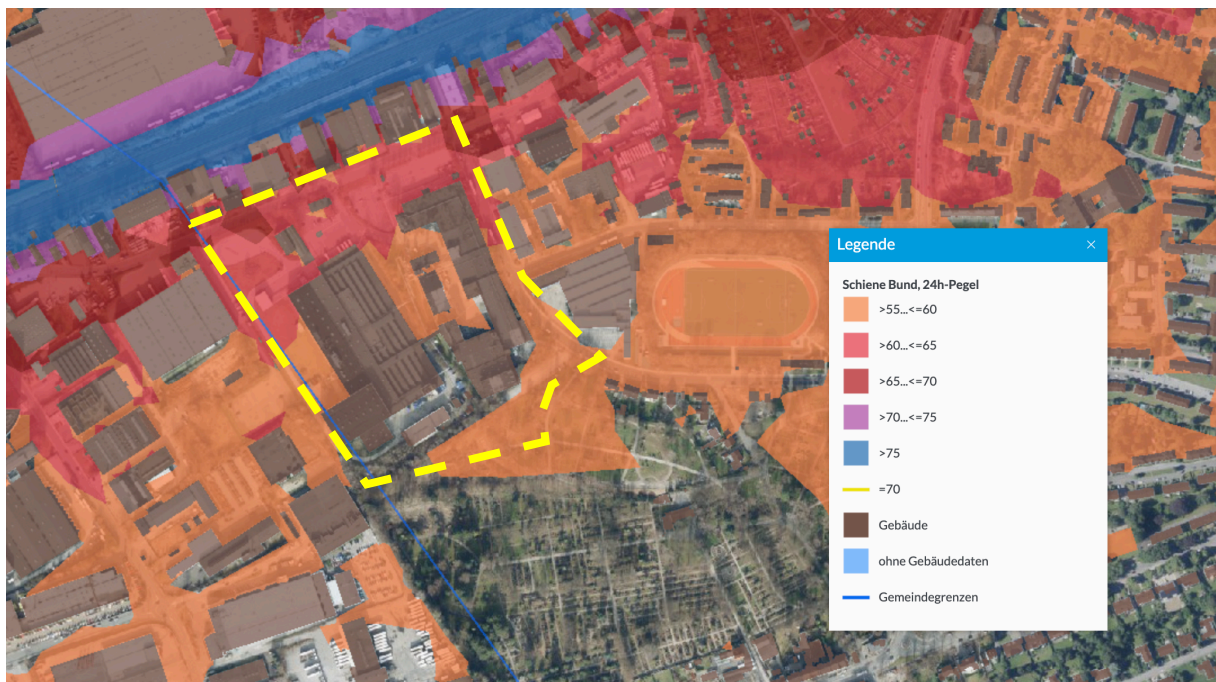 Legende
Schiene Bund, 24h-Pegel
>55...<=60
>60...<=65
>65...<=70
>70...<=75
>75
=70
Gebäude
ohne Gebäudedaten
Gemeindegrenzen